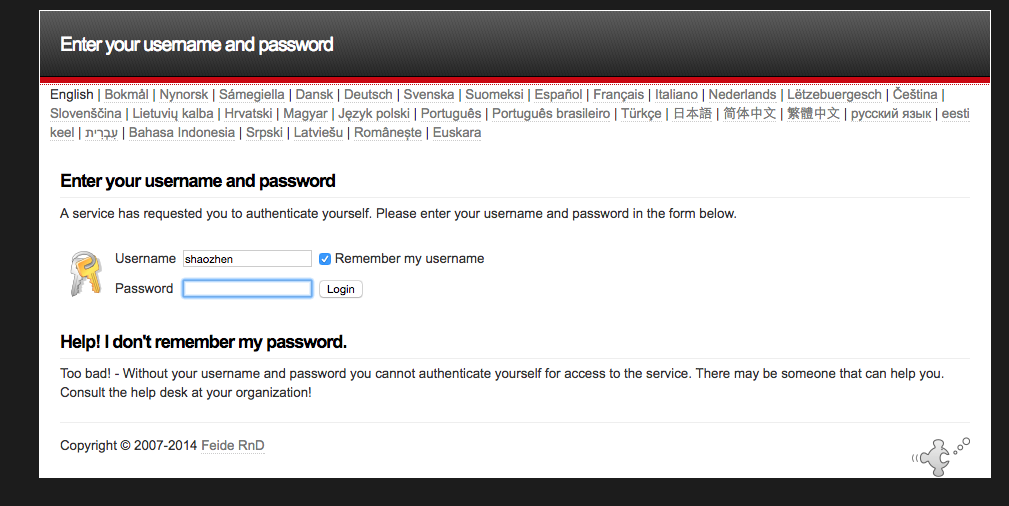 Enter your username and password
English | Bokmål | Nynorsk | Sámegiella | Dansk | Deutsch | Svenska | Suomeksi | Español | Français | Italiano | Nederlands | Lëtzebuergesch | Čeština |
Slovenščina | Lietuvių kalba | Hrvatski | Magyar | Język polski | Português | Português brasileiro | Türkçe | 日本語 | 简体中文 | 繁體中文 | русский язык | eesti
keel | עִבְרִית | Bahasa Indonesia | Srpski | Latviešu | Românește | Euskara
Enter your username and password
A service has requested you to authenticate yourself. Please enter your username and password in the form below.
Username shaozhen Remember my username
Password Login
Help! I don't remember my password.
Too bad! - Without your username and password you cannot authenticate yourself for access to the service. There may be someone that can help you.
Consult the help desk at your organization!
Copyright © 2007-2014 Feide RnD